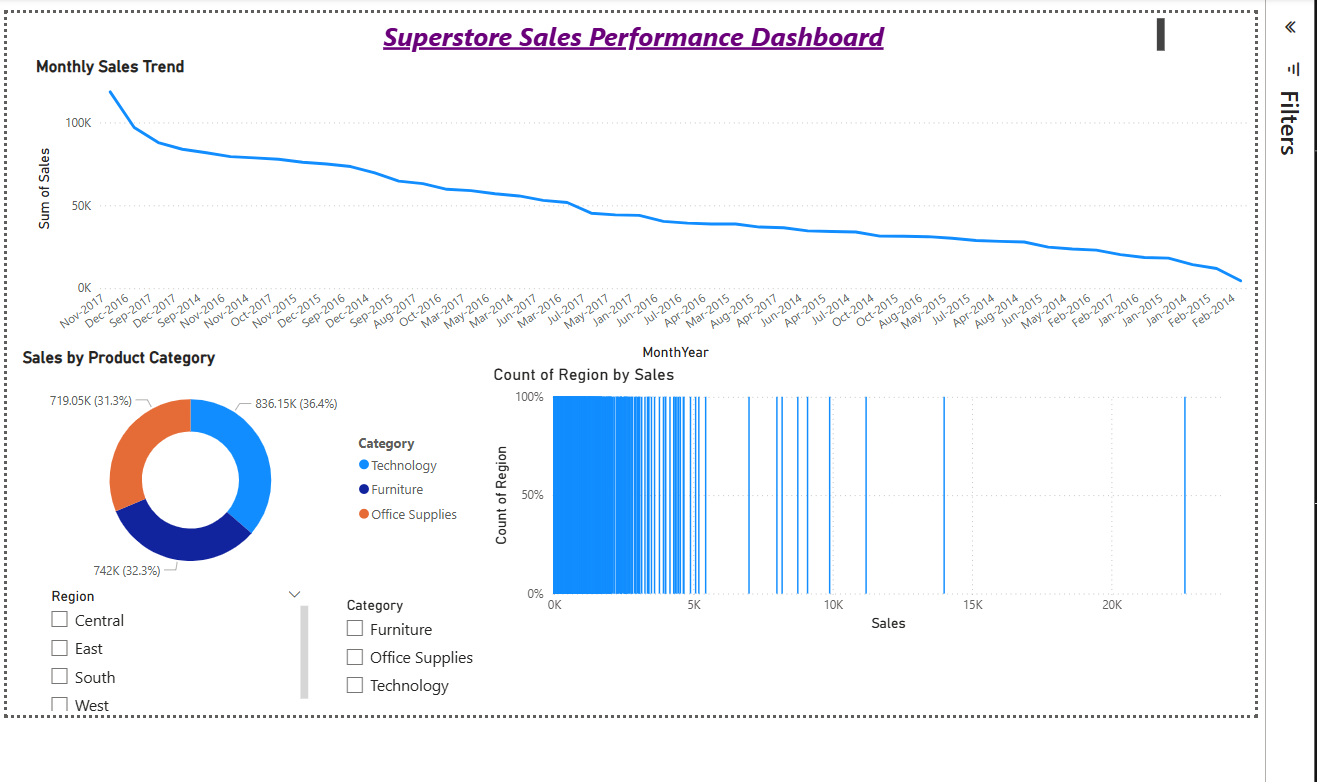 Superstore Sales Performance Dashboard
Monthly Sales Trend
Sum of Sales
100K
50K
0K
Nov-2017
Dec-2016
Sep-2017
Dec-2017
Sep-2014
Nov-2016
Nov-2014
Oct-2017
Nov-2015
Dec-2015
Sep-2016
Dec-2014
Sep-2015
Aug-2017
Oct-2016
Mar-2017
May-2016
Mar-2014
Jun-2017
Mar-2016
Jul-2017
May-2017
Jan-2017
Jun-2016
Jul-2016
Apr-2016
Mar-2015
Aug-2015
Apr-2017
Jun-2014
Apr-2015
Jul-2014
Oct-2014
Oct-2015
Aug-2016
May-2015
Jul-2015
Apr-2014
Aug-2014
Jun-2015
May-2014
Feb-2016
Feb-2017
Jan-2016
Jan-2015
Jan-2014
Feb-2015
Feb-2014
MonthYear
Sales by Product Category
719.05K (31.3%)
836.15K (36.4%)
742K (32.3%)
Category
Technology
Furniture
Office Supplies
Count of Region by Sales
Count of Region
100%
50%
0%
0K
5K
10K
15K
20K
Sales
Region
Central
East
South
West
Category
Furniture
Office Supplies
Technology
Filters